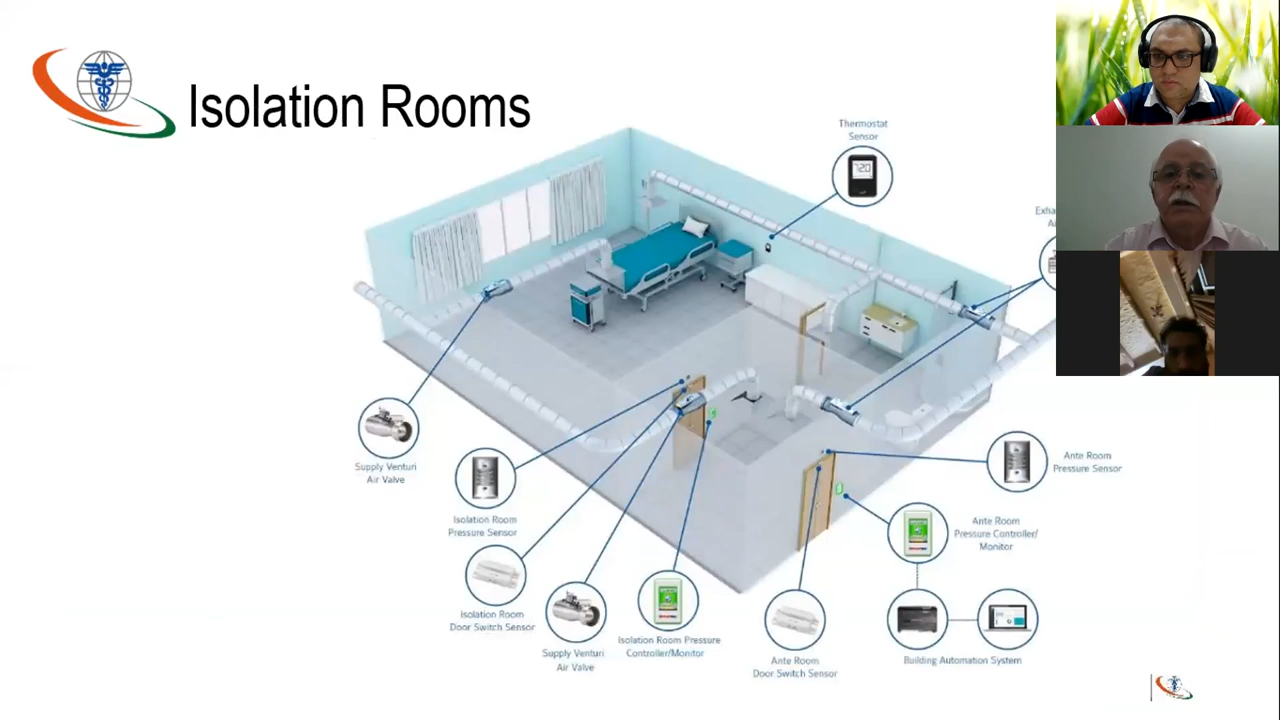 Isolation Rooms
Thermostat
Sensor
Supply Venturi
Air Valve
Isolation Room
Pressure Sensor
Isolation Room
Door Switch Sensor
Supply Venturi
Air Valve
Isolation Room Pressure
Controller/Monitor
Ante Room
Door Switch Sensor
Ante Room
Pressure Sensor
Ante Room
Pressure Controller/
Monitor
Building Automation System